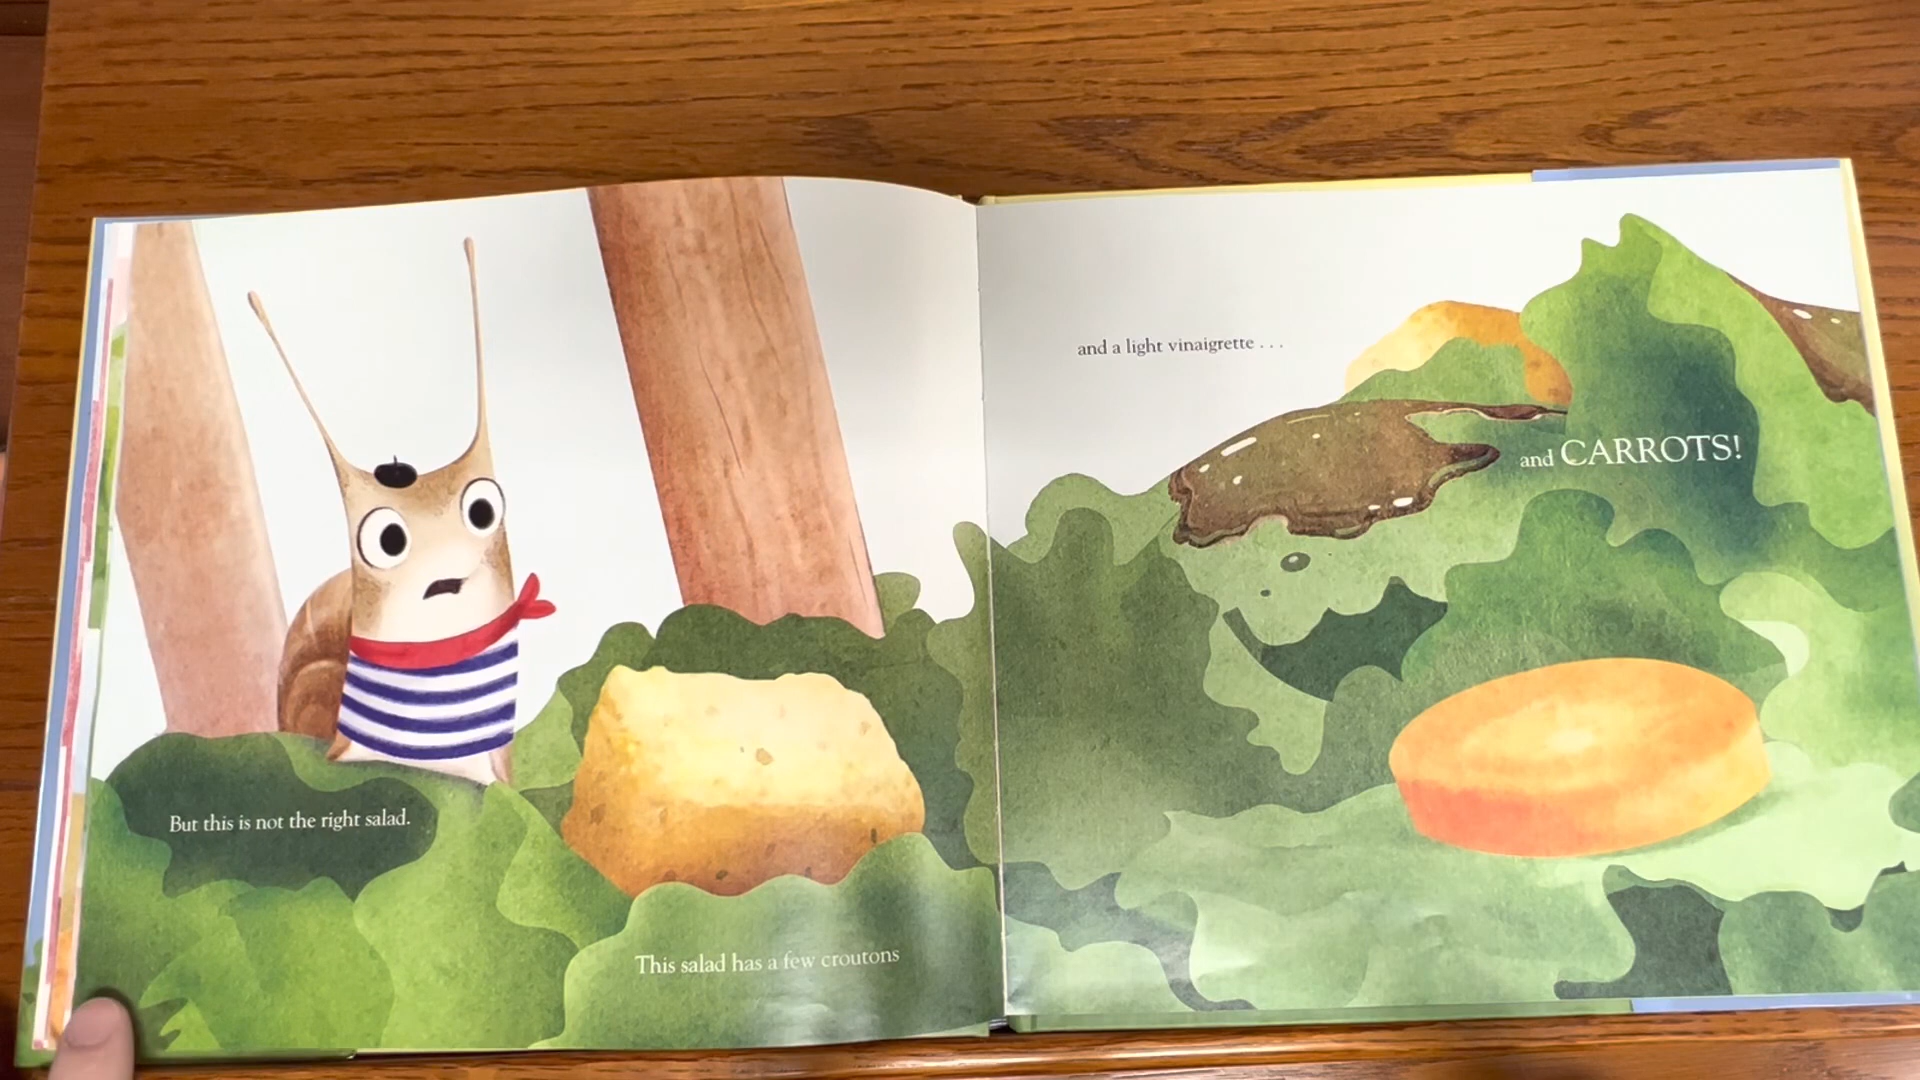 But this is not the right salad.
This salad has a few croutons
and a light vinaigrette . . .
and CARROTS!